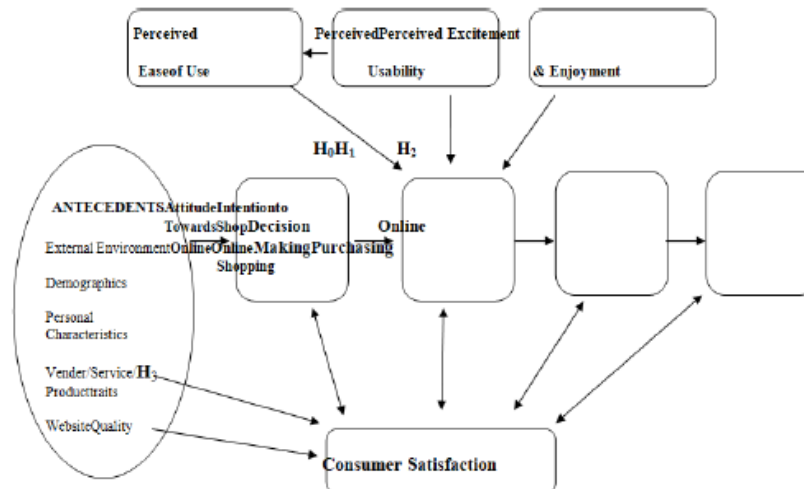 Perceived
PerceivedPerceived Excitement
Easeof Use
Usability
& Enjoyment
H₀H₁
H₂
ANTECEDENTSAttitudeIntentionto
TowardsShopDecision
Online
External EnvironmentOnlineOnlineMakingPurchasing
Shopping
Demographics
Personal
Characteristics
Vender/Service/H₃
Producttraits
WebsiteQuality
Consumer Satisfaction